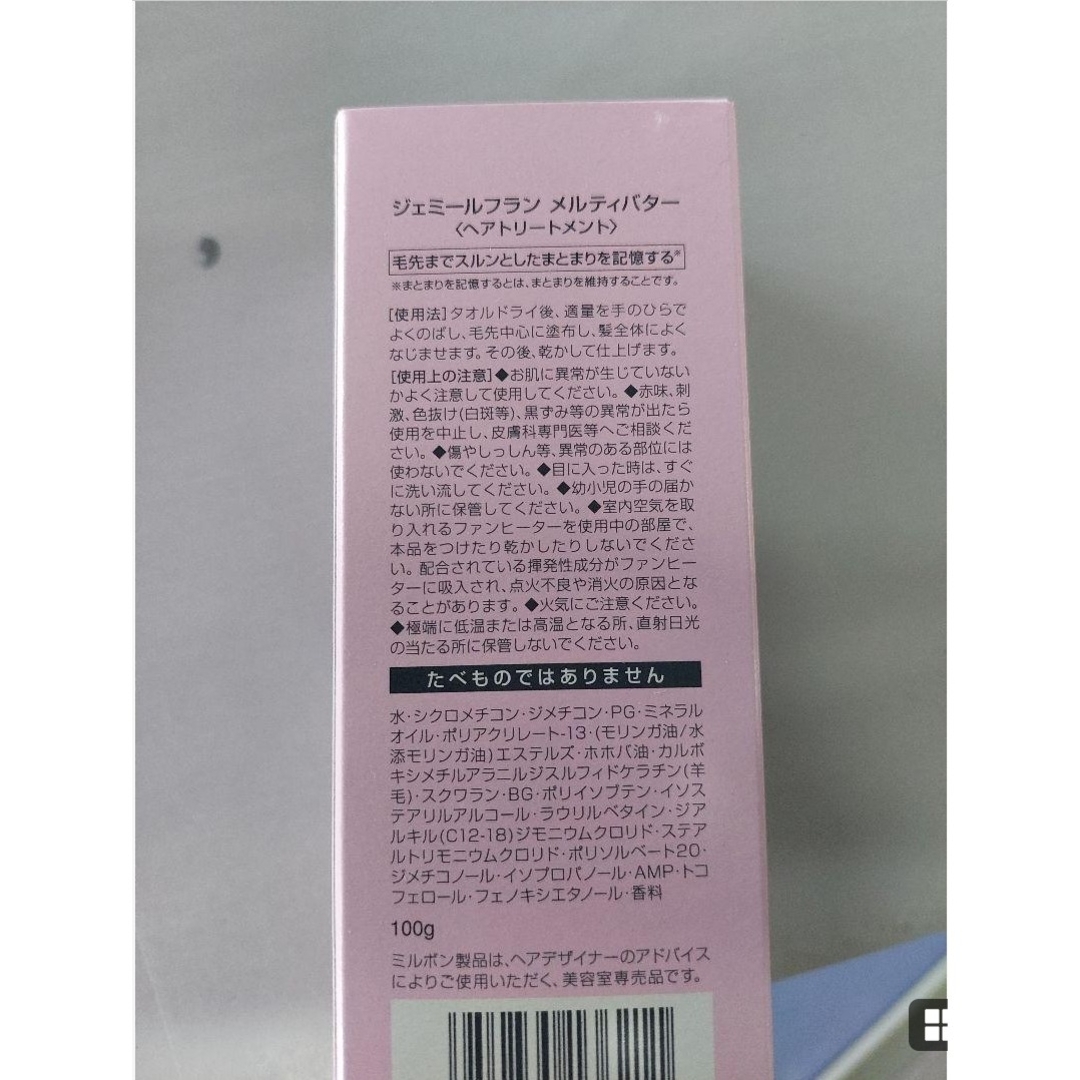 ジェミールフラン メルティバター
〈ヘアトリートメント〉
毛先までスルンとしたまとまりを記憶する※
※まとまりを記憶するとは、まとまりを維持することです。
[使用法]タオルドライ後、適量を手のひらで
よくのばし、毛先中心に塗布し、髪全体によく
なじませます。その後、乾かして仕上げます。
[使用上の注意]◆お肌に異常が生じていない
かよく注意して使用してください。◆赤味、刺
激、色抜け(白斑等)、黒ずみ等の異常が出たら
使用を中止し、皮膚科専門医等へご相談くだ
さい。◆傷やしっしん等、異常のある部位には
使わないでください。◆目に入った時は、すぐ
に洗い流してください。◆幼小児の手の届か
ない所に保管してください。◆室内空気を取
り入れるファンヒーターを使用中の部屋で、
本品をつけたり乾かしたりしないでくださ
い。配合されている揮発性成分がファンヒー
ターに吸入され、点火不良や消火の原因とな
ることがあります。◆火気にご注意ください。
◆極端に低温または高温となる所、直射日光
の当たる所に保管しないでください。
たべものではありません
水・シクロメチコン・ジメチコン・PG・ミネラル
オイル・ポリアクリレート-13・(モリンガ油/水
添モリンガ油)エステルズ・ホホバ油・カルボ
キシメチルアラニルジスルフィドケラチン(羊
毛)・スクワラン・BG・ポリイソブテン・イソス
テアリルアルコール・ラウリルベタイン・ジア
ルキル(C12-18)ジモニウムクロリド・ステア
ルトリモニウムクロリド・ポリソルベート20・
ジメチコノール・イソプロパノール・AMP・トコ
フェロール・フェノキシエタノール・香料
100g
ミルボン製品は、ヘアデザイナーのアドバイス
によりご使用いただく、美容室専売品です。